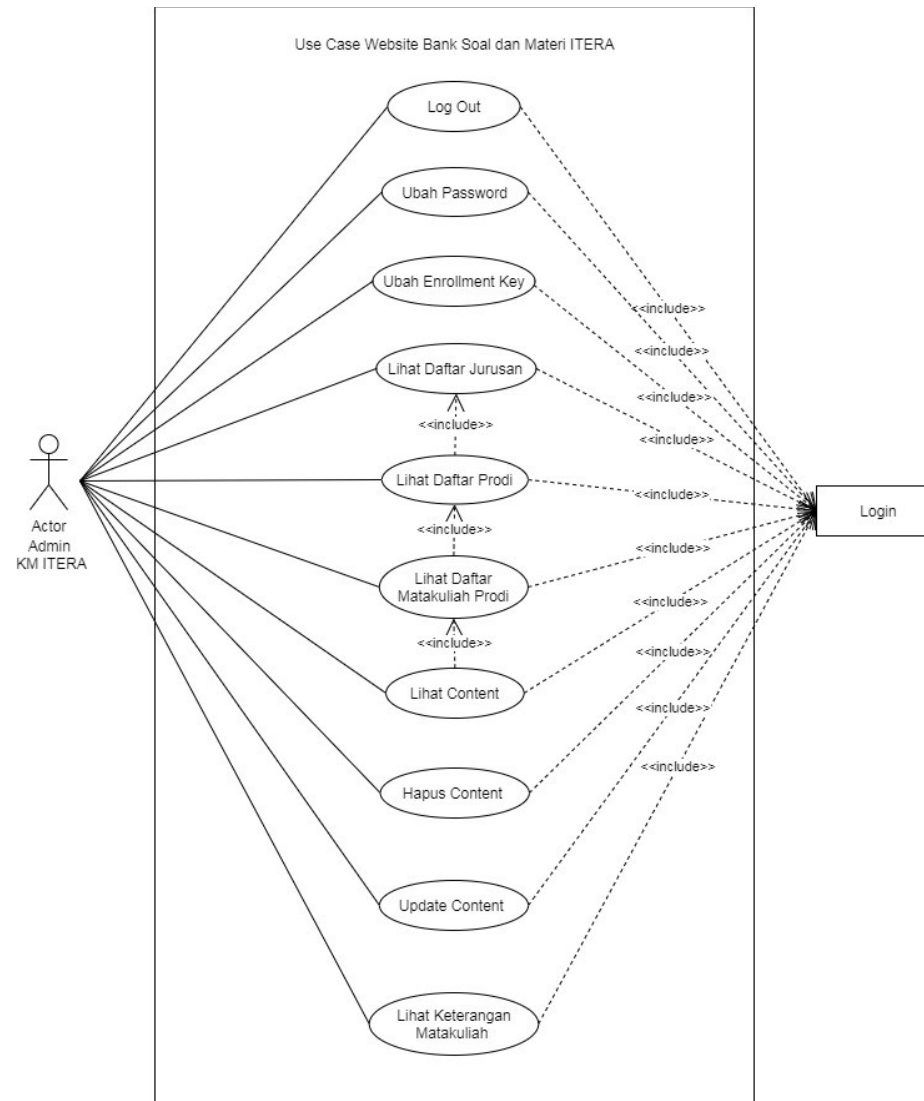 Use Case Website Bank Soal dan Materi ITERA
Log Out
Ubah Password
Ubah Enrollment Key
<<include>>
<<include>>
Lihat Daftar Jurusan
<<include>>
<<include>>
<<include>>
Lihat Daftar Prodi
<<include>>
Actor
Admin
KM ITERA
Login
<<include>>
<<include>>
Lihat Daftar
Matakuliah Prodi
<<include>>
<<include>>
<<include>>
Lihat Content
<<include>>
<<include>>
Hapus Content
Update Content
Lihat Keterangan
Matakuliah